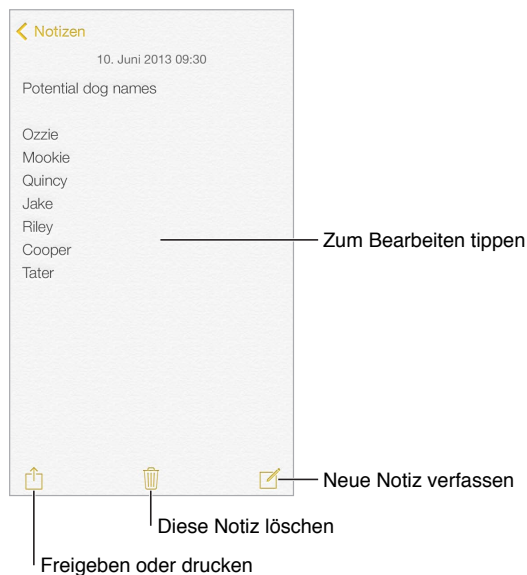 Notizen
10. Juni 2013 09:30
Potential dog names
Ozzie
Mookie
Quincy
Jake
Riley
Cooper
Tater
Zum Bearbeiten tippen
Neue Notiz verfassen
Diese Notiz löschen
Freigeben oder drucken